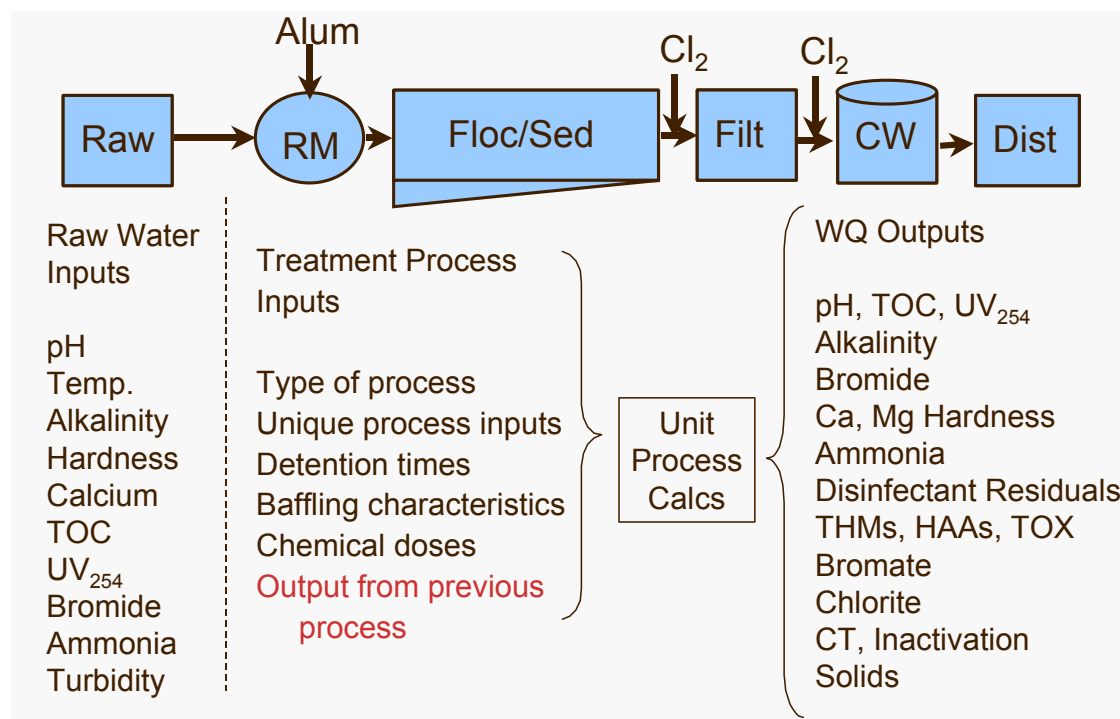 Alum
Cl₂
Cl₂
Raw
RM
Floc/Sed
Filt
CW
Dist
Raw Water
Inputs
pH
Temp.
Alkalinity
Hardness
Calcium
TOC
UV₂₅₄
Bromide
Ammonia
Turbidity
Treatment Process
Inputs
Type of process
Unique process inputs
Detention times
Baffling characteristics
Chemical doses
Output from previous
process
Unit
Process
Calcs
WQ Outputs
pH, TOC, UV₂₅₄
Alkalinity
Bromide
Ca, Mg Hardness
Ammonia
Disinfectant Residuals
THMs, HAAs, TOX
Bromate
Chlorite
CT, Inactivation
Solids